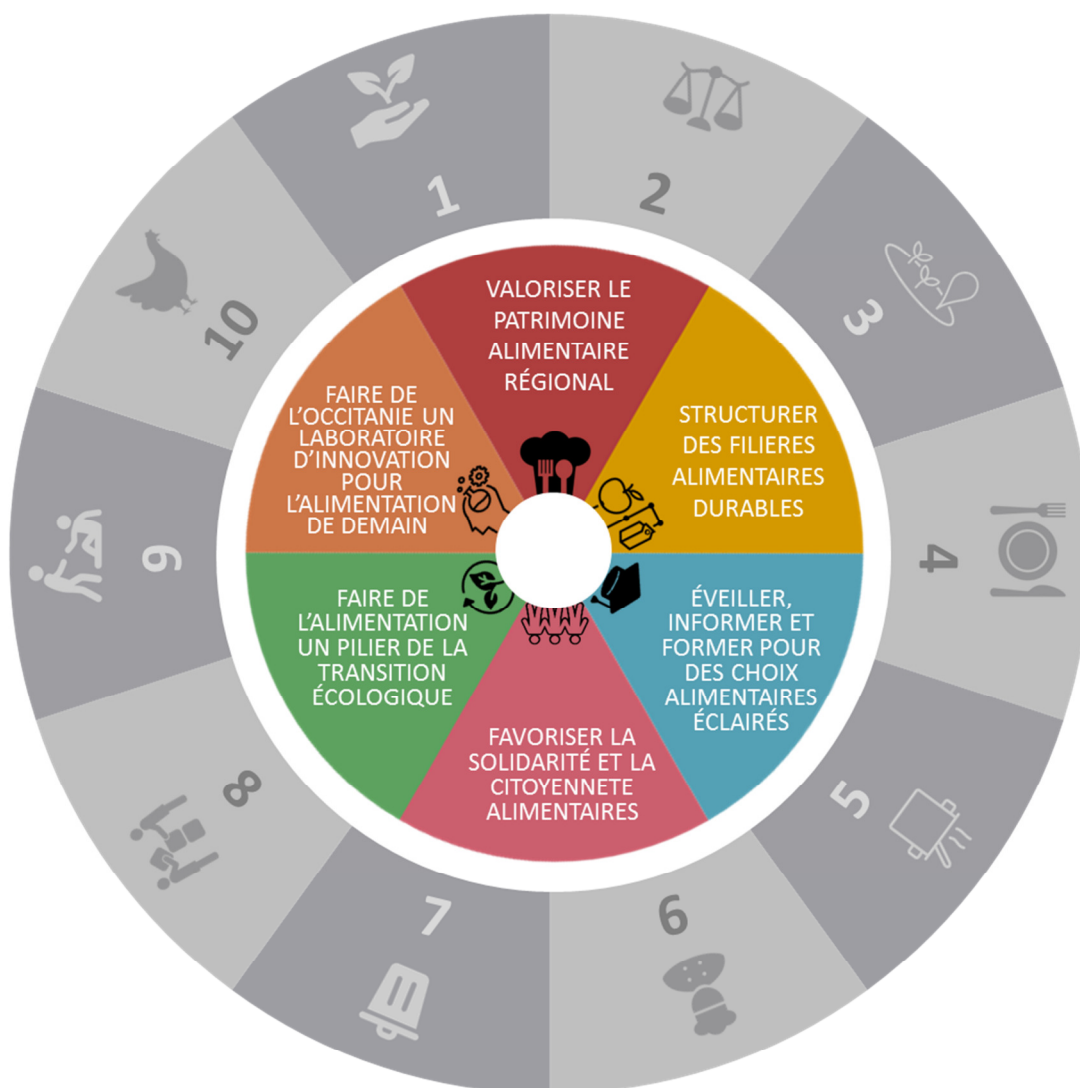 1
2
3
4
5
6
7
8
9
10
VALORISER LE
PATRIMOINE
ALIMENTAIRE
RÉGIONAL
STRUCTURER
DES FILIERES
ALIMENTAIRES
DURABLES
ÉVEILLER,
INFORMER ET
FORMER POUR
DES CHOIX
ALIMENTAIRES
ÉCLAIRÉS
FAVORISER LA
SOLIDARITÉ ET LA
CITOYENNETE
ALIMENTAIRES
FAIRE DE
L'ALIMENTATION
UN PILIER DE LA
TRANSITION
ÉCOLOGIQUE
FAIRE DE
L'OCCITANIE UN
LABORATOIRE
D'INNOVATION
POUR
L'ALIMENTATION
DE DEMAIN